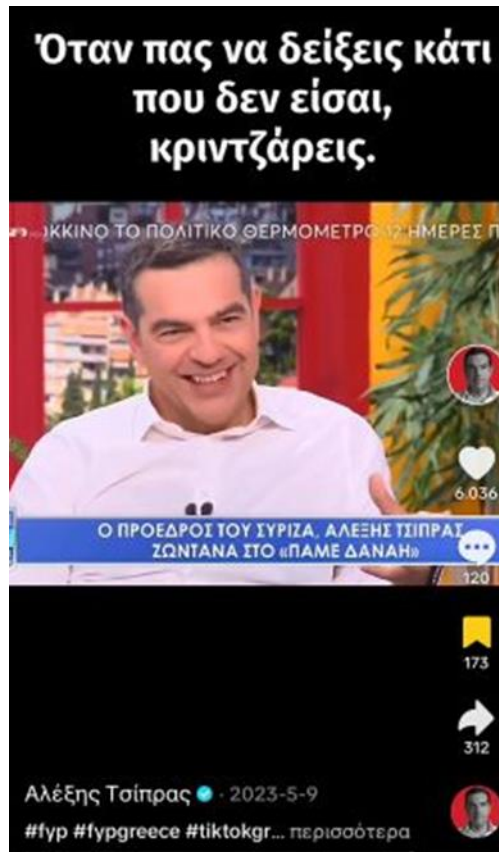 Όταν πας να δείξεις κάτι
που δεν είσαι,
κριντζάρεις.
ΚΚΙΝΟ ΤΟ ΠΟΛΙΤΙΚΟ ΘΕΡΜΟΜΕΤΡΟ 12 ΗΜΕΡΕΣ Π
6.036
Ο ΠΡΟΕΔΡΟΣ ΤΟΥ ΣΥΡΙΖΑ, ΑΛΕΞΗΣ ΤΣΙΠΡΑΣ
ΖΩΝΤΑΝΑ ΣΤΟ «ΠΑΜΕ ΔΑΝΑΗ»
120
173
312
Αλέξης Τσίπρας · 2023-5-9
#fyp #fypgreece #tiktokgr... περισσότερα